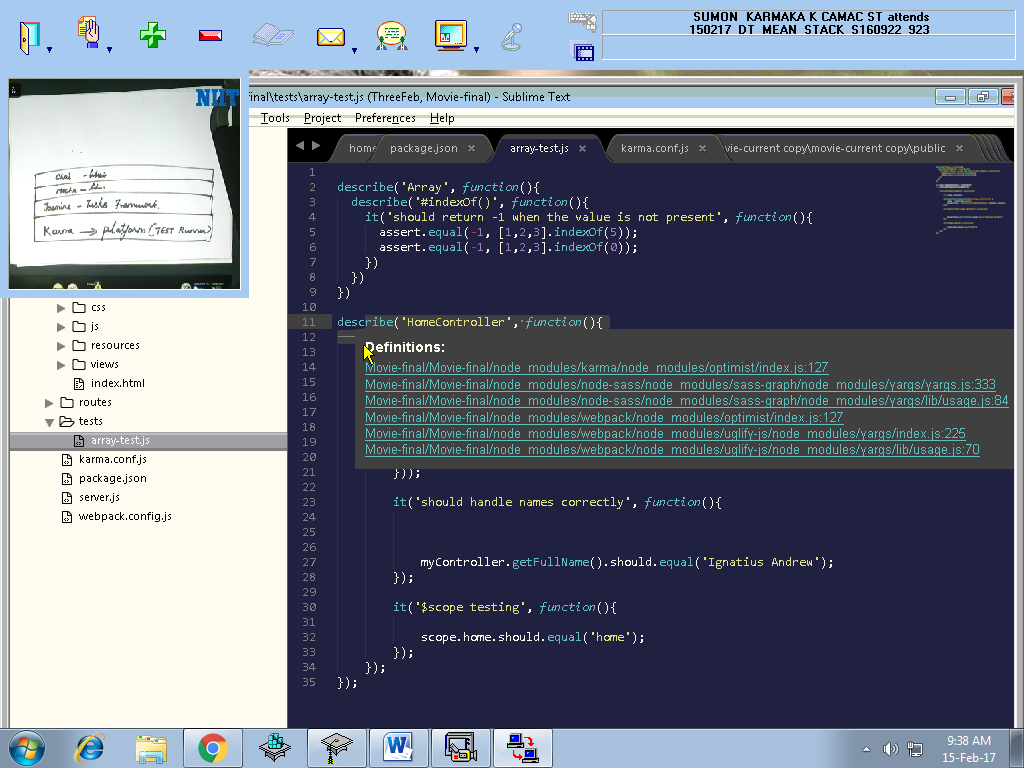 SUMON KARMAKA K CAMAC ST attends
150217 DT MEAN STACK S160922 923
NIIT
Jasmine - Tests Framework.
Karma → platform (TEST Runner)
final\tests\array-test.js (ThreeFeb, Movie-final) - Sublime Text
Tools Project Preferences Help
home package.json × array-test.js × karma.conf.js × vie-current copy\movie-current copy\public ×
css
js
resources
views
index.html
routes
tests
array-test.js
karma.conf.js
package.json
server.js
webpack.config.js
1
2 describe('Array', function(){
3 describe('#indexOf()', function(){
4 it('should return -1 when the value is not present', function(){
5 assert.equal(-1, [1,2,3].indexOf(5));
6 assert.equal(-1, [1,2,3].indexOf(0));
7 })
8 })
9 })
10
11 describe('HomeController', function(){
12
13
14
15
16
17
18
19
20
21 }));
22
23 it('should handle names correctly', function(){
24
25
26
27 myController.getFullName().should.equal('Ignatius Andrew');
28 });
29
30 it('$scope testing', function(){
31
32 scope.home.should.equal('home');
33 });
34 });
35 });
Definitions:
Movie-final/Movie-final/node_modules/karma/node_modules/optimist/index.js:127
Movie-final/Movie-final/node_modules/node-sass/node_modules/sass-graph/node_modules/yargs/yargs.js:333
Movie-final/Movie-final/node_modules/node-sass/node_modules/sass-graph/node_modules/yargs/lib/usage.js:84
Movie-final/Movie-final/node_modules/webpack/node_modules/optimist/index.js:127
Movie-final/Movie-final/node_modules/webpack/node_modules/uglify-js/node_modules/yargs/index.js:225
Movie-final/Movie-final/node_modules/webpack/node_modules/uglify-js/node_modules/yargs/lib/usage.js:70
9:38 AM
15-Feb-17